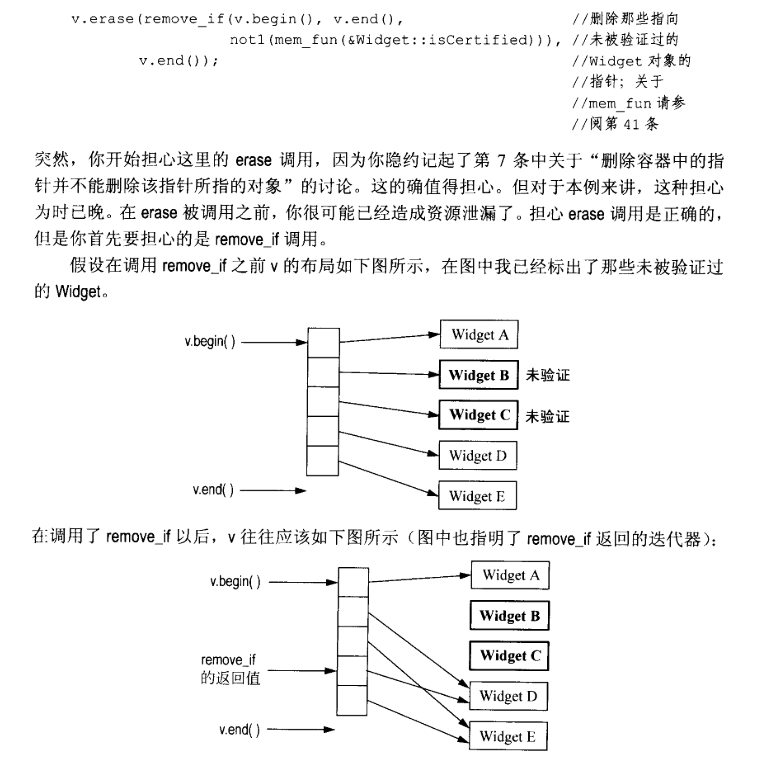 v.erase(remove_if(v.begin(), v.end(), //删除那些指向
not1(mem_fun(&Widget::isCertified))), //未被验证过的
v.end()); //Widget 对象的
//指针；关于
//mem_fun 请参
//阅第 41 条
突然，你开始担心这里的 erase 调用，因为你隐约记起了第 7 条中关于“删除容器中的指
针并不能删除该指针所指的对象”的讨论。这的确值得担心。但对于本例来讲，这种担心
为时已晚。在 erase 被调用之前，你很可能已经造成资源泄漏了。担心 erase 调用是正确的，
但是你首先要担心的是 remove_if 调用。
假设在调用 remove_if 之前 v 的布局如下图所示，在图中我已经标出了那些未被验证过
的 Widget。
v.begin()
Widget A
Widget B 未验证
Widget C 未验证
Widget D
v.end()
Widget E
在调用了 remove_if 以后，v 往往应该如下图所示（图中也指明了 remove_if 返回的迭代器）：
v.begin()
Widget A
Widget B
Widget C
remove_if
的返回值
Widget D
v.end()
Widget E